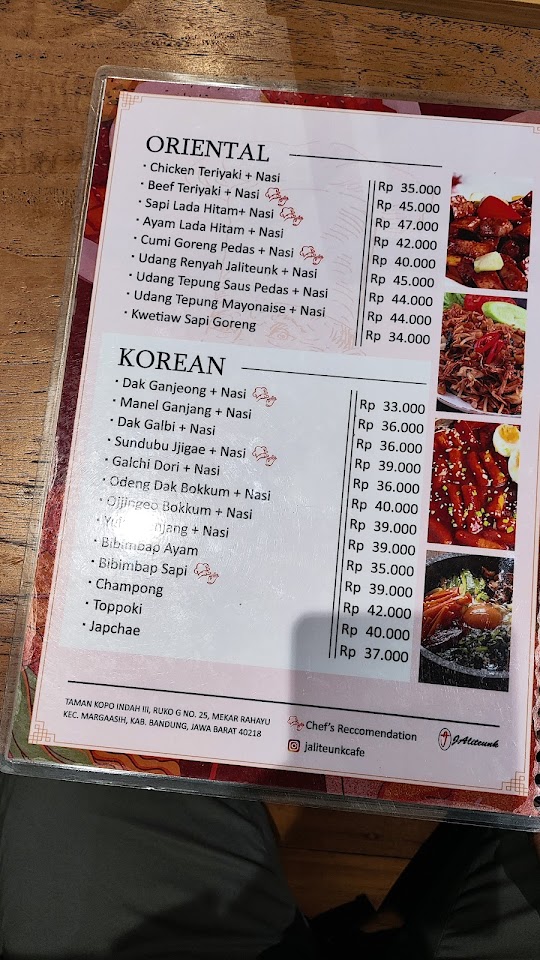 ORIENTAL
· Chicken Teriyaki + Nasi Rp 35.000
· Beef Teriyaki + Nasi Rp 45.000
· Sapi Lada Hitam+ Nasi Rp 47.000
· Ayam Lada Hitam + Nasi Rp 42.000
· Cumi Goreng Pedas + Nasi Rp 40.000
· Udang Renyah Jaliteunk + Nasi Rp 45.000
· Udang Tepung Saus Pedas + Nasi Rp 44.000
· Udang Tepung Mayonaise + Nasi Rp 44.000
· Kwetiaw Sapi Goreng Rp 34.000
KOREAN
· Dak Ganjeong + Nasi Rp 33.000
· Manel Ganjang + Nasi Rp 36.000
· Dak Galbi + Nasi Rp 36.000
· Sundubu Jjigae + Nasi Rp 39.000
· Galchi Dori + Nasi Rp 36.000
· Odeng Dak Bokkum + Nasi Rp 40.000
· Ojingeo Bokkum + Nasi Rp 39.000
· + Nasi Rp 39.000
· Bibimbap Ayam Rp 35.000
· Bibimbap Sapi Rp 39.000
· Champong Rp 42.000
· Toppoki Rp 40.000
· Japchae Rp 37.000
TAMAN KOPO INDAH III, RUKO G NO. 25, MEKAR RAHAYU
KEC. MARGAASIH, KAB. BANDUNG, JAWA BARAT 40218
Chef's Reccomendation
jaliteunkcafe
JAliteunk